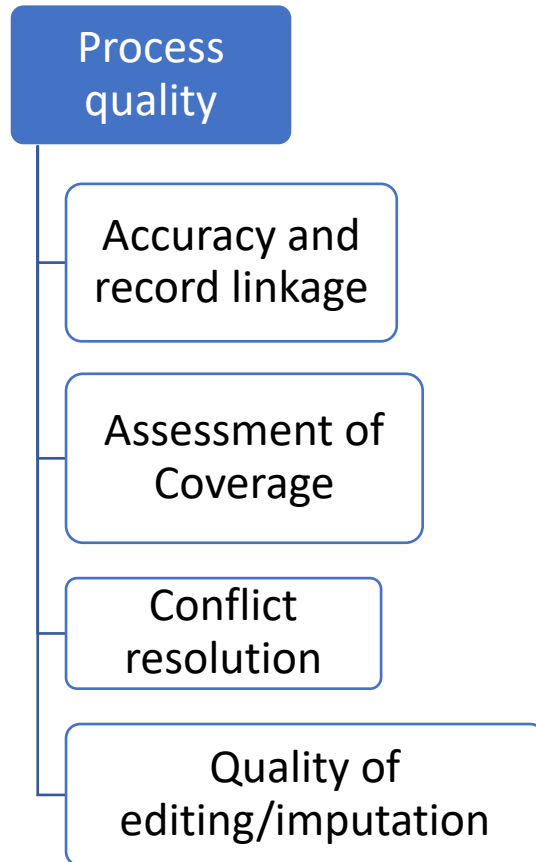 Process
quality
Accuracy and
record linkage
Assessment of
Coverage
Conflict
resolution
Quality of
editing/imputation